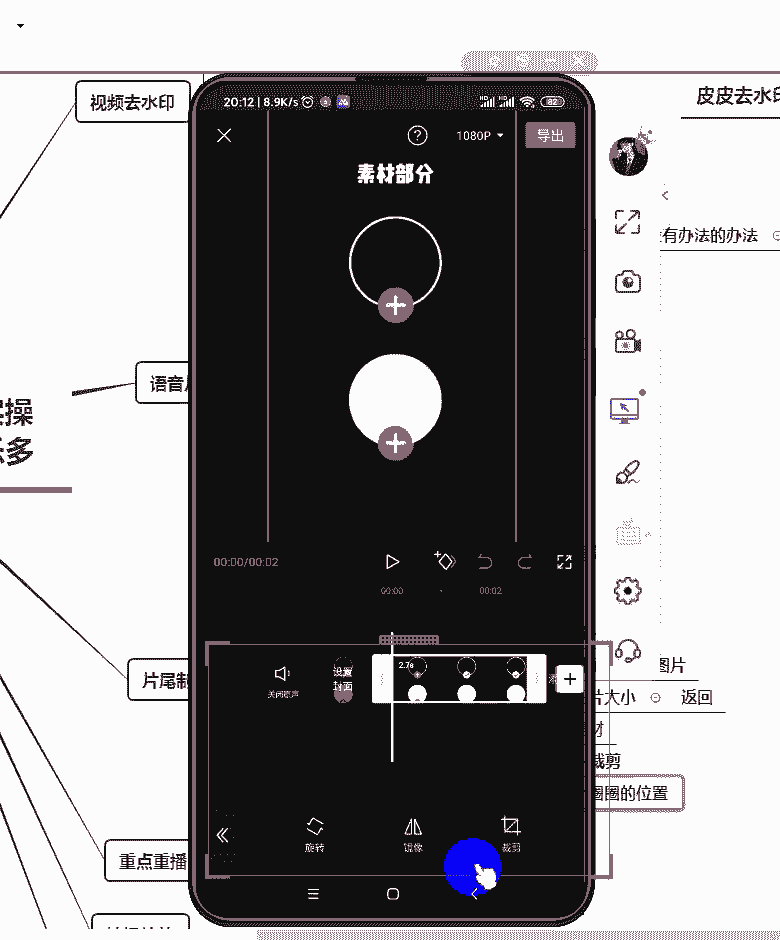 视频去水印
皮皮去水印
20:12 | 8.9K/s
82
1080P
导出
素材部分
有办法的办法
语音
实操
多
00:00/00:02
00:00
00:02
关闭原声
设置
封面
2.7s
片尾制
图片
片大小
返回
材
裁剪
圈圈的位置
旋转
镜像
裁剪
重点重播